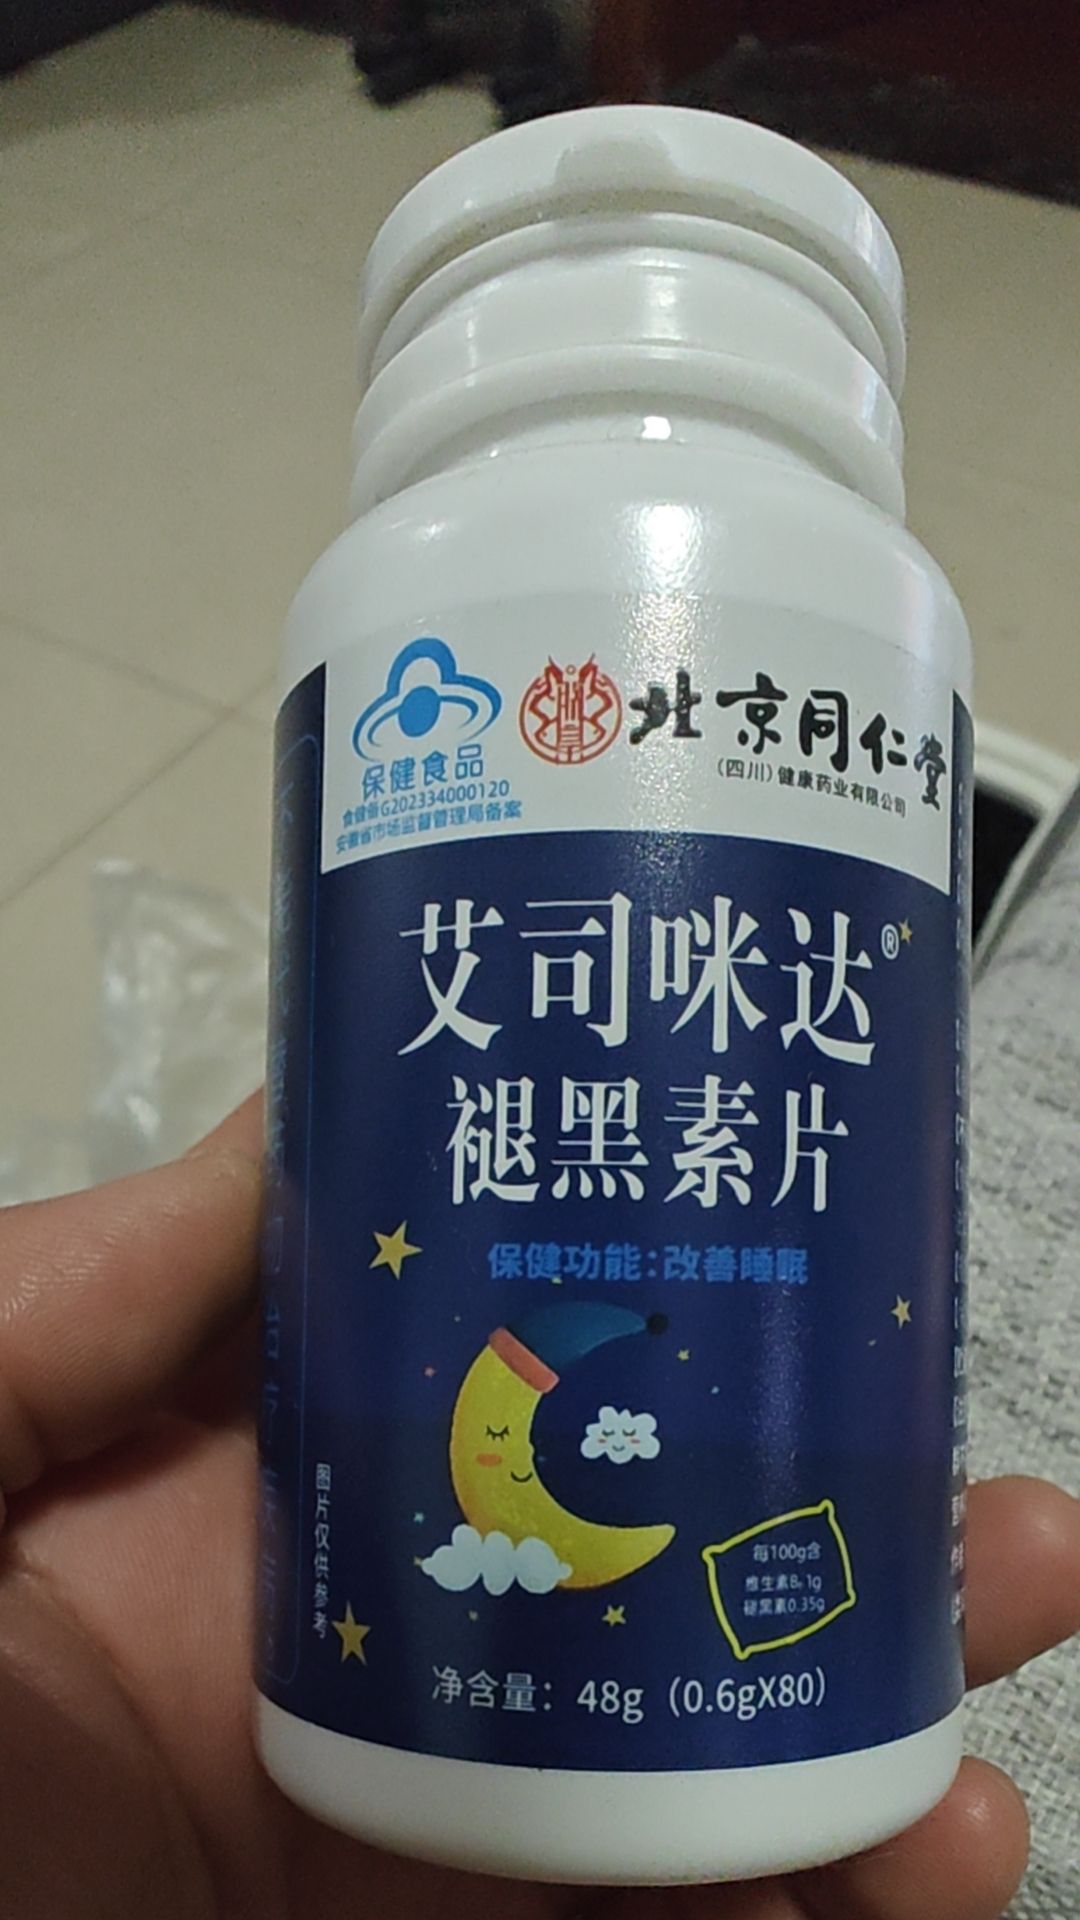 保健食品
食健备G202334000120
安徽省市场监督管理局备案
北京同仁堂
(四川)健康药业有限公司
艾司咪达®
褪黑素片
保健功能:改善睡眠
图片仅供参考
每100g含
维生素B₆ 1g
褪黑素0.35g
净含量：48g（0.6gX80）